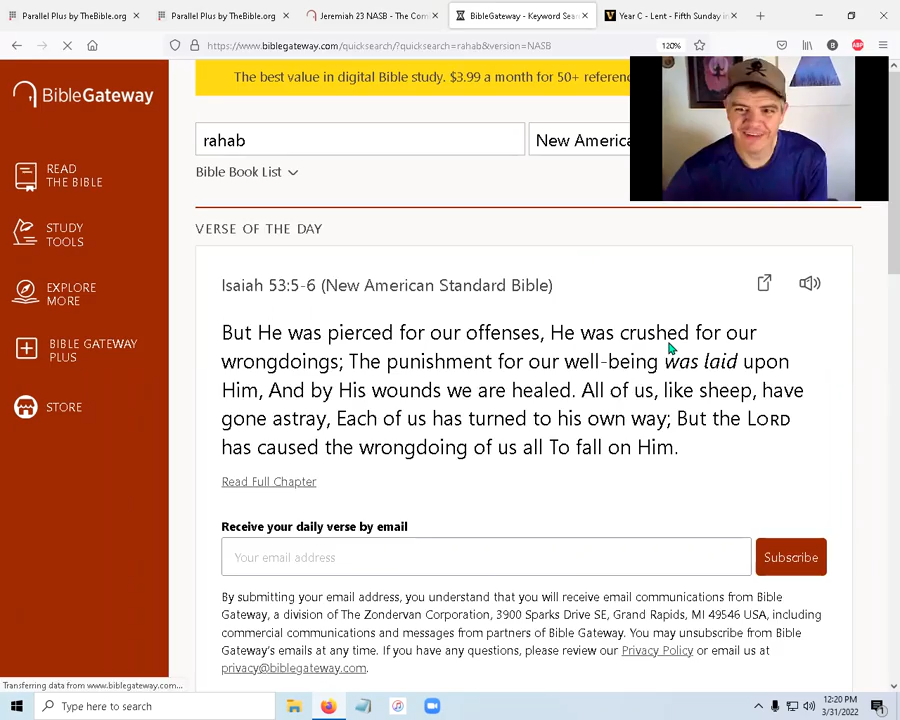 Parallel Plus by TheBible.org
Parallel Plus by TheBible.org
Jeremiah 23 NASB - The Com
BibleGateway - Keyword Sea
Year C - Lent - Fifth Sunday in
https://www.biblegateway.com/quicksearch/?quicksearch=rahab&version=NASB
120%
The best value in digital Bible study. $3.99 a month for 50+ referenc
BibleGateway
rahab
New America
Bible Book List
READ
THE BIBLE
STUDY
TOOLS
EXPLORE
MORE
BIBLE GATEWAY
PLUS
STORE
VERSE OF THE DAY
Isaiah 53:5-6 (New American Standard Bible)
But He was pierced for our offenses, He was crushed for our
wrongdoings; The punishment for our well-being was laid upon
Him, And by His wounds we are healed. All of us, like sheep, have
gone astray, Each of us has turned to his own way; But the LORD
has caused the wrongdoing of us all To fall on Him.
Read Full Chapter
Receive your daily verse by email
Your email address
Subscribe
By submitting your email address, you understand that you will receive email communications from Bible
Gateway, a division of The Zondervan Corporation, 3900 Sparks Drive SE, Grand Rapids, MI 49546 USA, including
commercial communications and messages from partners of Bible Gateway. You may unsubscribe from Bible
Gateway's emails at any time. If you have any questions, please review our Privacy Policy or email us at
privacy@biblegateway.com.
Transferring data from www.biblegateway.com...
Type here to search
12:20 PM
3/31/2022